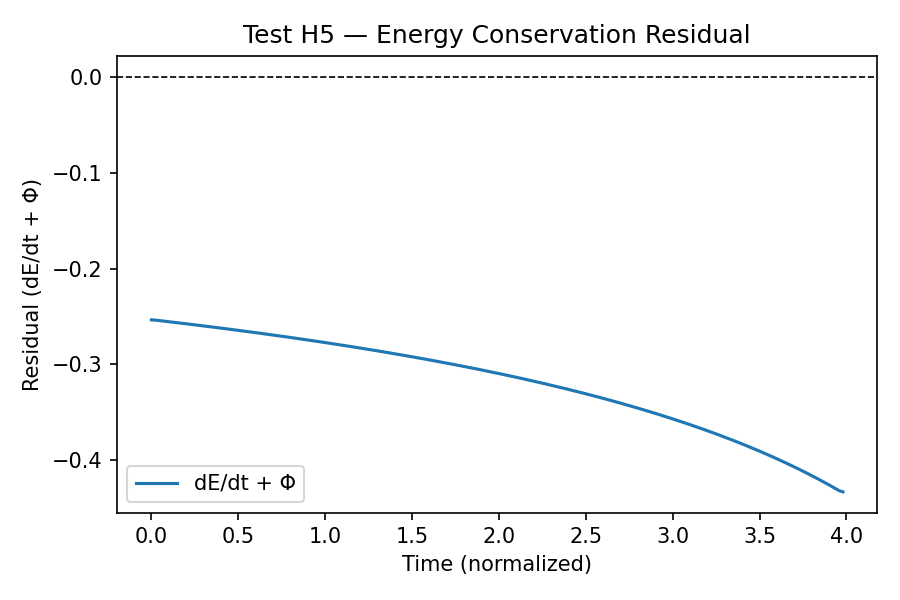 Test H5 — Energy Conservation Residual
Residual (dE/dt + Φ)
0.0
−0.1
−0.2
−0.3
−0.4
dE/dt + Φ
0.0 0.5 1.0 1.5 2.0 2.5 3.0 3.5 4.0
Time (normalized)